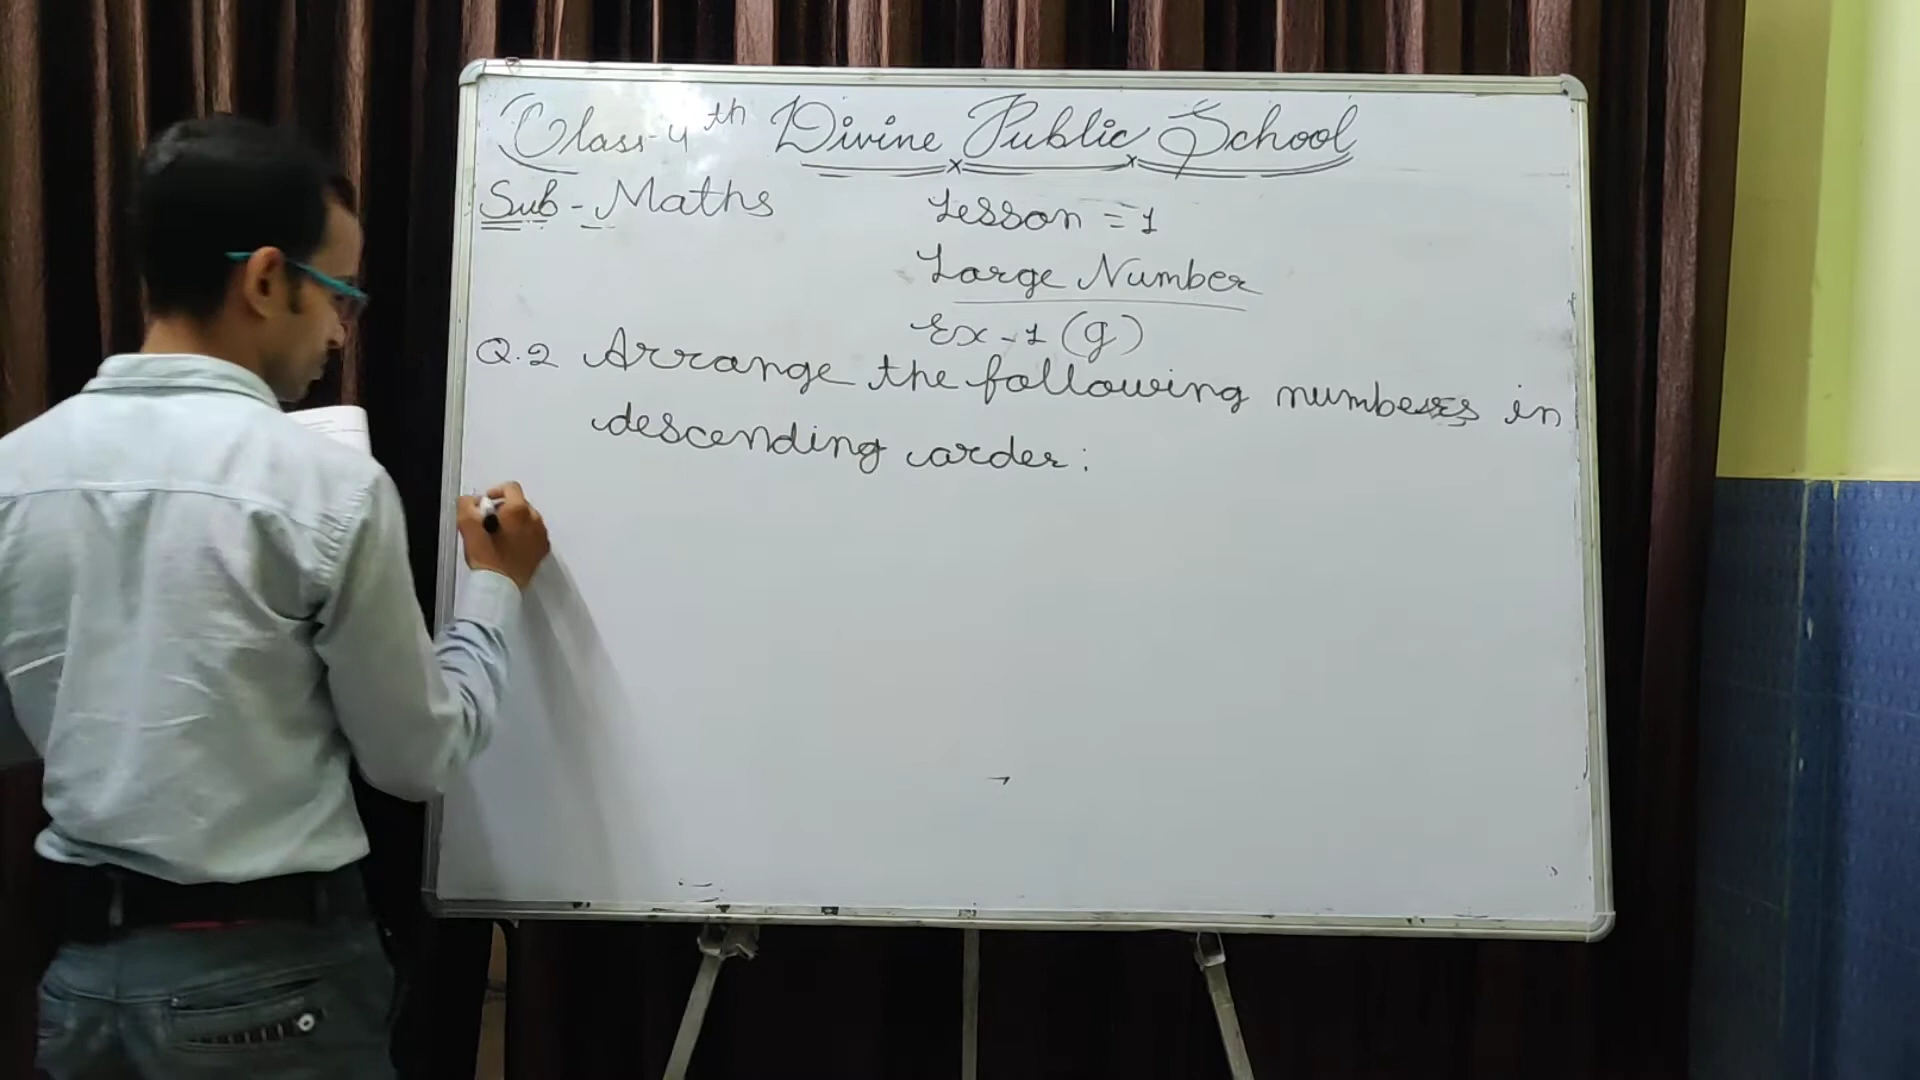 Class-4th Divine Public School
Sub - Maths
Lesson = 1
Large Number
Ex-1 (g)
Q.2 Arrange the following numbers in
descending order: